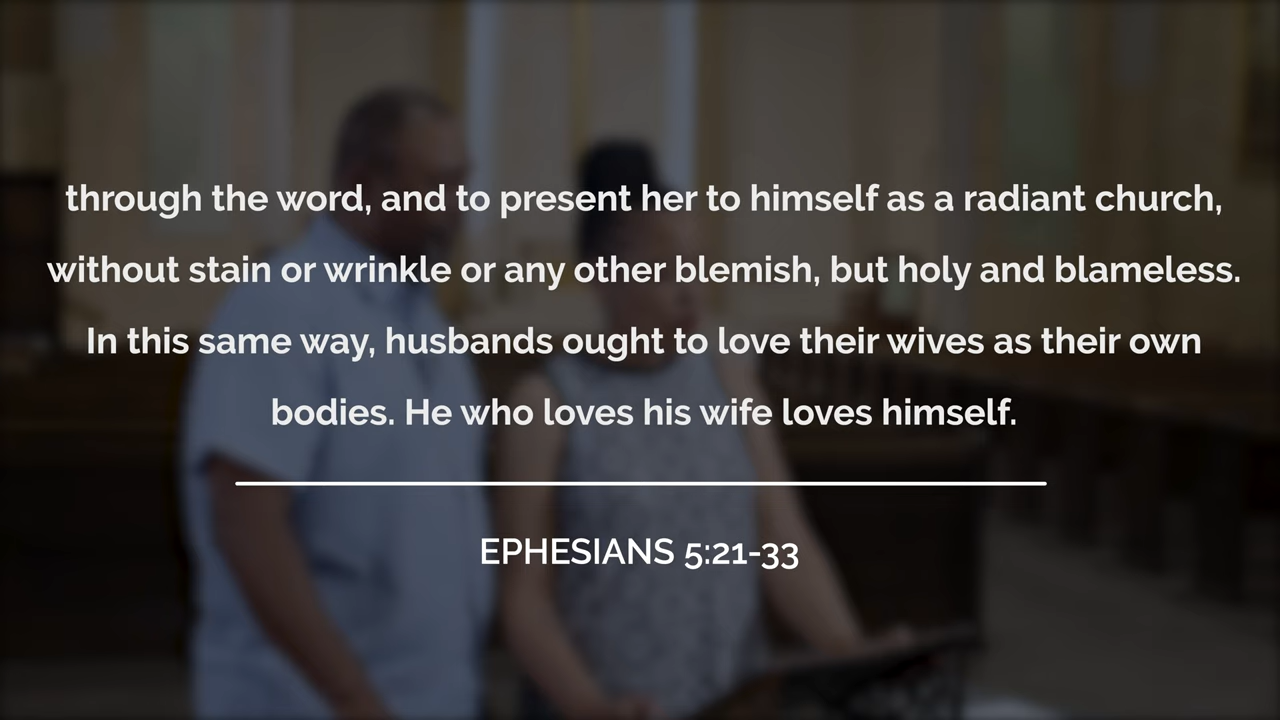 through the word, and to present her to himself as a radiant church,
without stain or wrinkle or any other blemish, but holy and blameless.
In this same way, husbands ought to love their wives as their own
bodies. He who loves his wife loves himself.
EPHESIANS 5:21-33